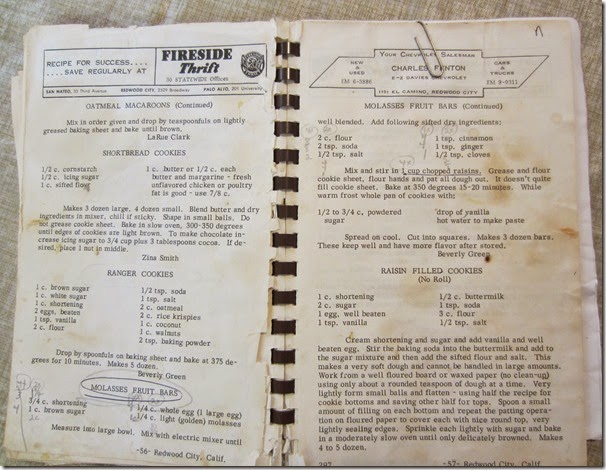 RECIPE FOR SUCCESS....
....SAVE REGULARLY AT
FIRESIDE
Thrift
30 STATEWIDE Offices
SAN MATEO, 53 Third Avenue REDWOOD CITY, Broadway PALO ALTO, 201 University
OATMEAL MACAROONS (Continued)
Mix in order given and drop by teaspoonfuls on lightly
greased baking sheet and bake until brown.
LaRue Clark
SHORTBREAD COOKIES
1/2 c. cornstarch
1/2 c. icing sugar
1 c. sifted flour
1 c. butter or 1/2 c. each
butter and margarine - fresh
unflavored chicken or poultry
fat is good - use 7/8 c.
Makes 3 dozen large, 4 dozen small. Blend butter and dry
ingredients in mixer, chill if sticky. Shape in small balls. Do
not grease cookie sheet. Bake in slow oven, 300-350 degrees
until edges of cookies are light brown. To make chocolate in-
crease icing sugar to 3/4 cup plus 3 tablespoons cocoa. If de-
sired, place 1 nut in middle.
Zina Smith
RANGER COOKIES
1 c. brown sugar
1 c. white sugar
1 c. shortening
2 eggs, beaten
1 tsp. vanilla
2 c. flour
1/2 tsp. soda
1 tsp. salt
2 c. oatmeal
2 c. rice krispies
1 c. coconut
1 c. walnuts
2 tsp. baking powder
Drop by spoonfuls on baking sheet and bake at 375 de-
grees for 10 minutes. Makes 5 dozen.
Beverly Green
MOLASSES FRUIT BARS
3/4 c. shortening
1 c. brown sugar
1/4 c. whole egg (1 large egg)
1/4 c. light (golden) molasses
Measure into large bowl. Mix with electric mixer until
-56- Redwood City, Calif.
Your Chevrolet Salesman
NEW
&
USED
CHARLES FENTON
E-Z DAVIES CHEVROLET
CARS
&
TRUCKS
EL CAMINO, REDWOOD CITY
MOLASSES FRUIT BARS (Continued)
well blended. Add following sifted dry ingredients:
2 c. flour
2 tsp. soda
1/2 tsp. salt
1 tsp. cinnamon
1 tsp. ginger
1/2 tsp. cloves
Mix and stir in 1 cup chopped raisins. Grease and flour
cookie sheet, flour hands and pat all dough out. It doesn't quite
fill cookie sheet. Bake at 350 degrees 15-20 minutes. While
warm frost whole pan of cookies with:
1/2 to 3/4 c. powdered
sugar
drop of vanilla
hot water to make paste
Spread on cool. Cut into squares. Makes 3 dozen bars.
These keep well and have more flavor after stored.
Beverly Green
RAISIN FILLED COOKIES
(No Roll)
1 c. shortening
2 c. sugar
1 egg, well beaten
1 tsp. vanilla
1/2 c. buttermilk
1 tsp. soda
3 c. flour
1/2 tsp. salt
Cream shortening and sugar and add vanilla and well
beaten egg. Stir the baking soda into the buttermilk and add to
the sugar mixture and then add the sifted flour and salt. This
makes a very soft dough and cannot be handled in large amounts.
Work from a well floured board or waxed paper (no clean-up)
using only about a rounded teaspoon of dough at a time. Very
lightly form small balls and flatten - using half the recipe for
cookie bottoms and saving other half for tops. Spoon a small
amount of filling on each bottom and repeat the patting opera-
tion on floured paper to cover each with nice round top, very
lightly sealing edges. Sprinkle each lightly with sugar and bake
in a moderately slow oven until only delicately browned. Makes
4 to 5 dozen.
-57- Redwood City, Calif.